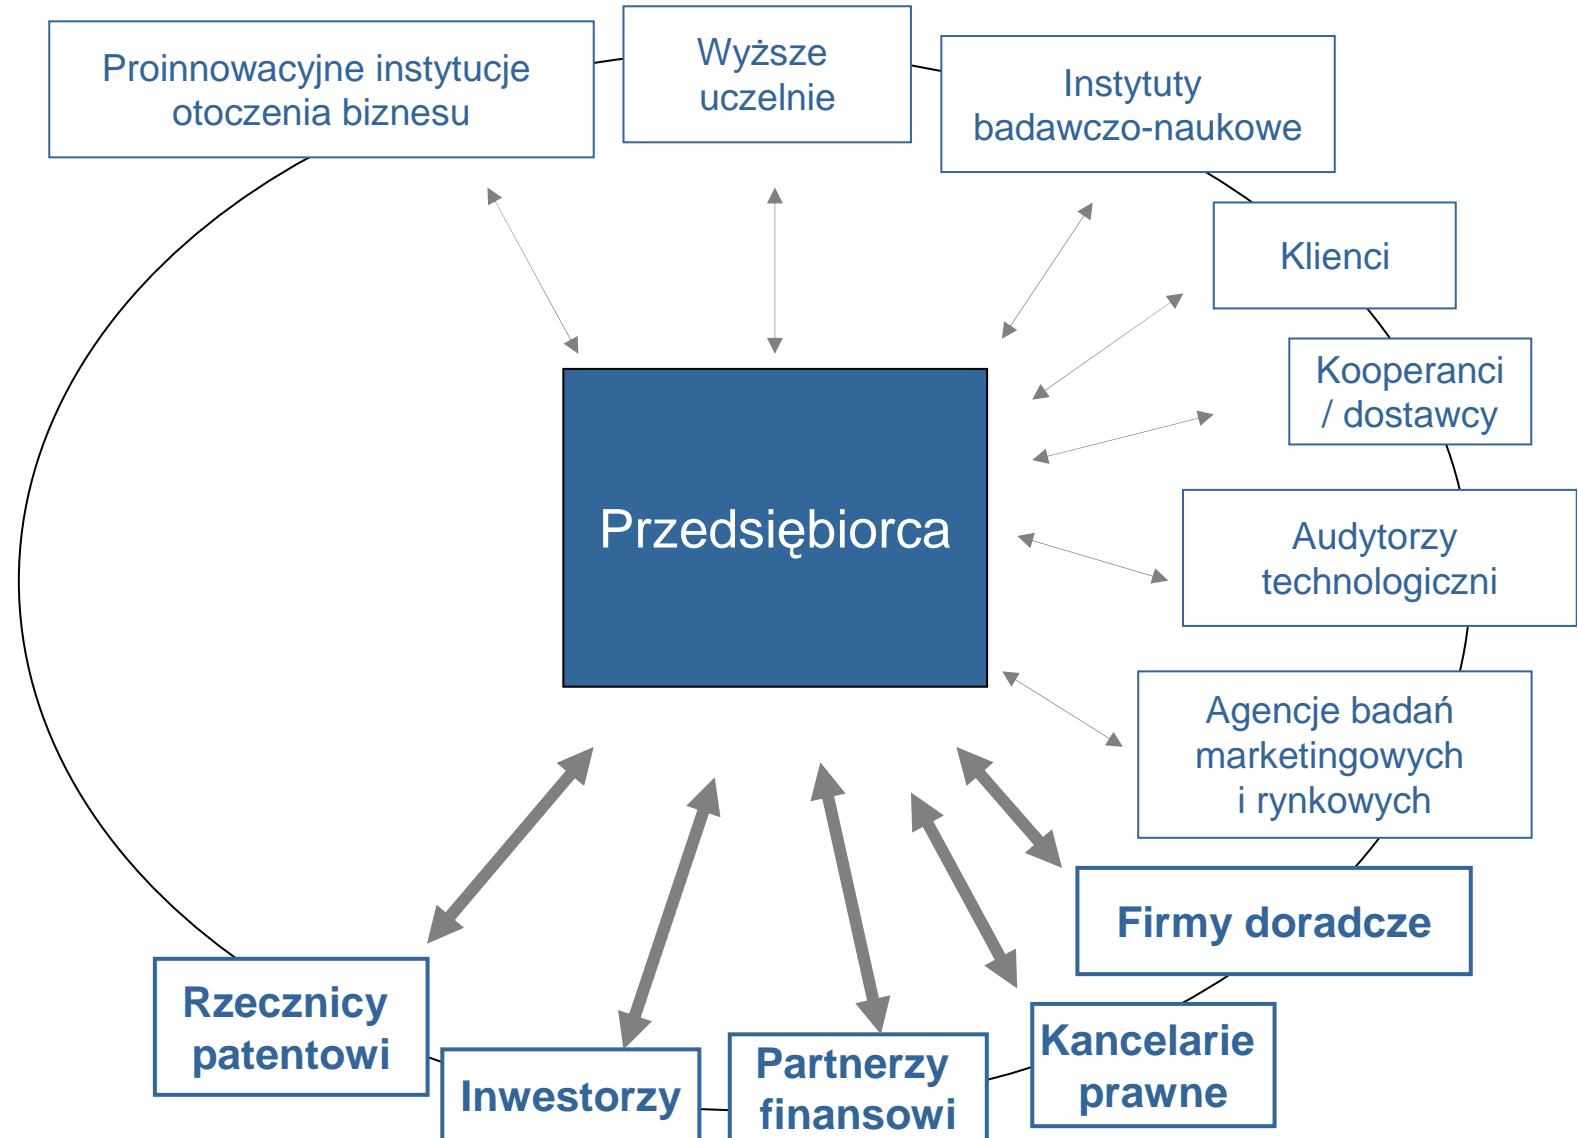 Proinnowacyjne instytucje
otoczenia biznesu
Wyższe
uczelnie
Instytuty
badawczo-naukowe
Klienci
Kooperanci
/ dostawcy
Przedsiębiorca
Audytorzy
technologiczni
Agencje badań
marketingowych
i rynkowych
Firmy doradcze
Kancelarie
prawne
Partnerzy
finansowi
Inwestorzy
Rzecznicy
patentowi